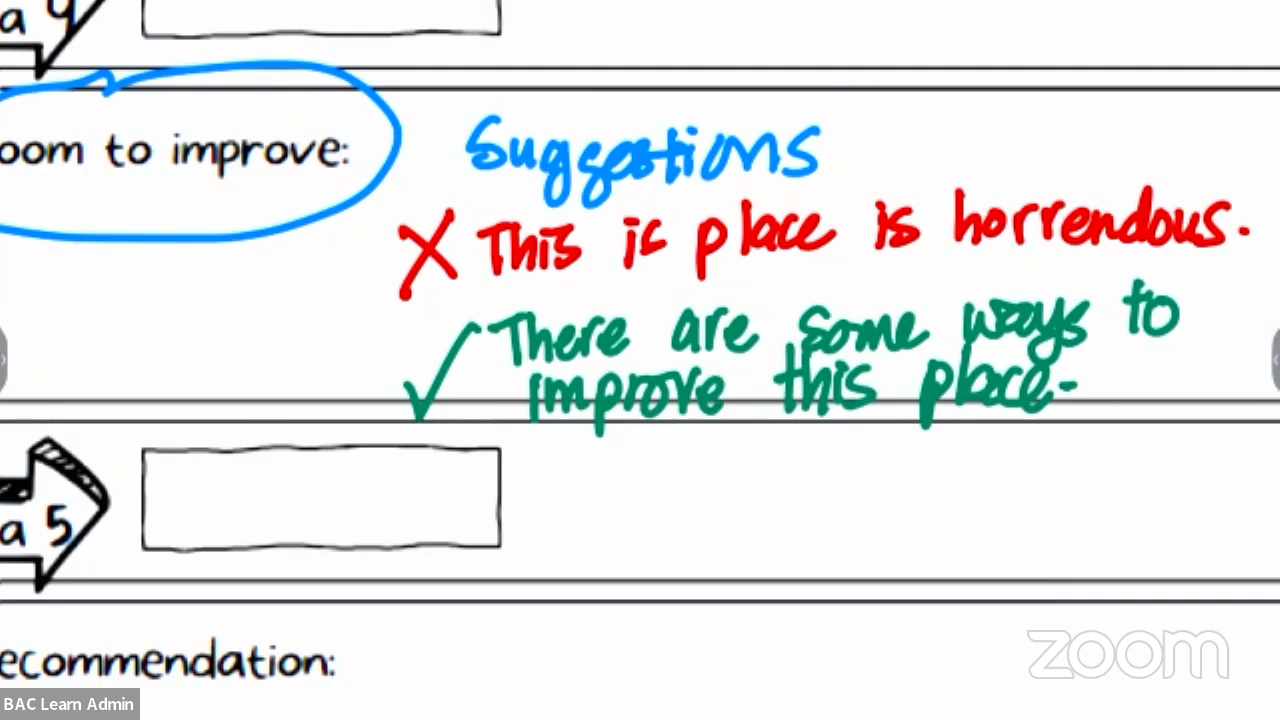 a 4
oom to improve:
Suggestions
X This is place is horrendous.
✓ There are some ways to
improve this place-
a 5
ecommendation:
zoom
BAC Learn Admin